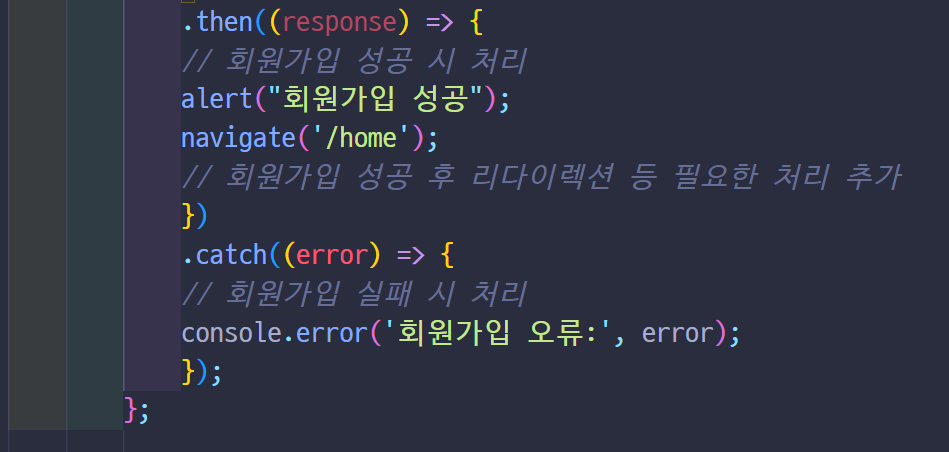 .then((response) => {
// 회원가입 성공 시 처리
alert("회원가입 성공");
navigate('/home');
// 회원가입 성공 후 리다이렉션 등 필요한 처리 추가
})
.catch((error) => {
// 회원가입 실패 시 처리
console.error('회원가입 오류:', error);
});
};